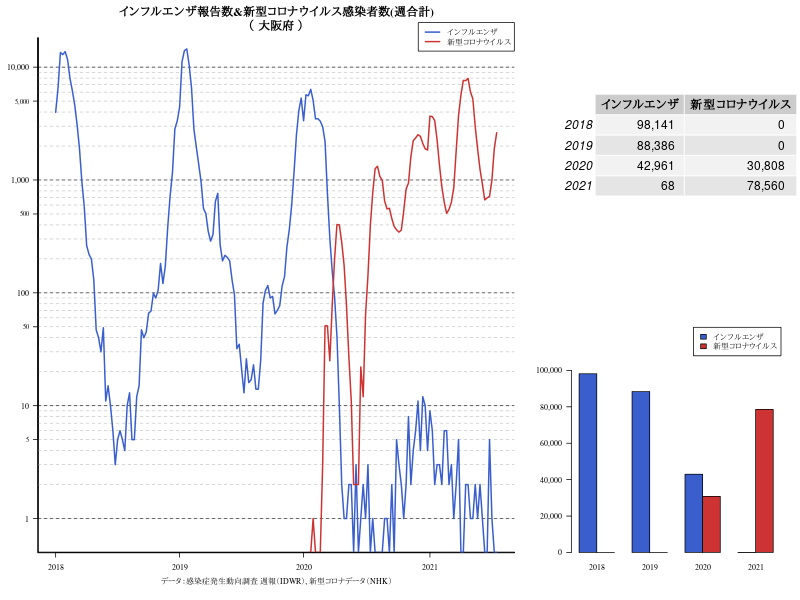 インフルエンザ報告数&新型コロナウイルス感染者数(週合計)
（ 大阪府 ）
インフルエンザ
新型コロナウイルス
10,000
5,000
1,000
500
100
50
10
5
1
2018
2019
2020
2021
データ：感染症発生動向調査 週報（IDWR）、新型コロナデータ（NHK）
インフルエンザ 新型コロナウイルス
2018 98,141 0
2019 88,386 0
2020 42,961 30,808
2021 68 78,560
インフルエンザ
新型コロナウイルス
100,000
80,000
60,000
40,000
20,000
0
2018
2019
2020
2021